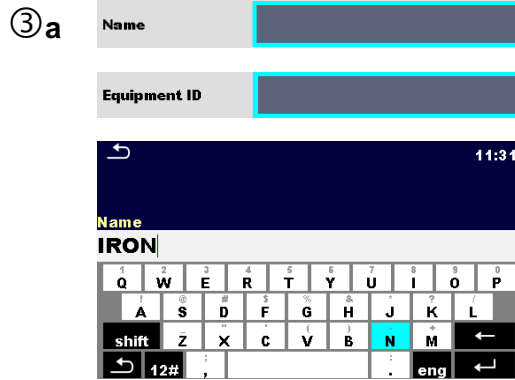 ③a
Name
Equipment ID
11:31
Name
IRON
1 2 3 4 5 6 7 8 9 0
Q W E R T Y U I O P
! @ # $ % & * ? /
A S D F G H J K L
- " ' ( ) - +
shift Z X C V B N M ←
; :
12# , . eng